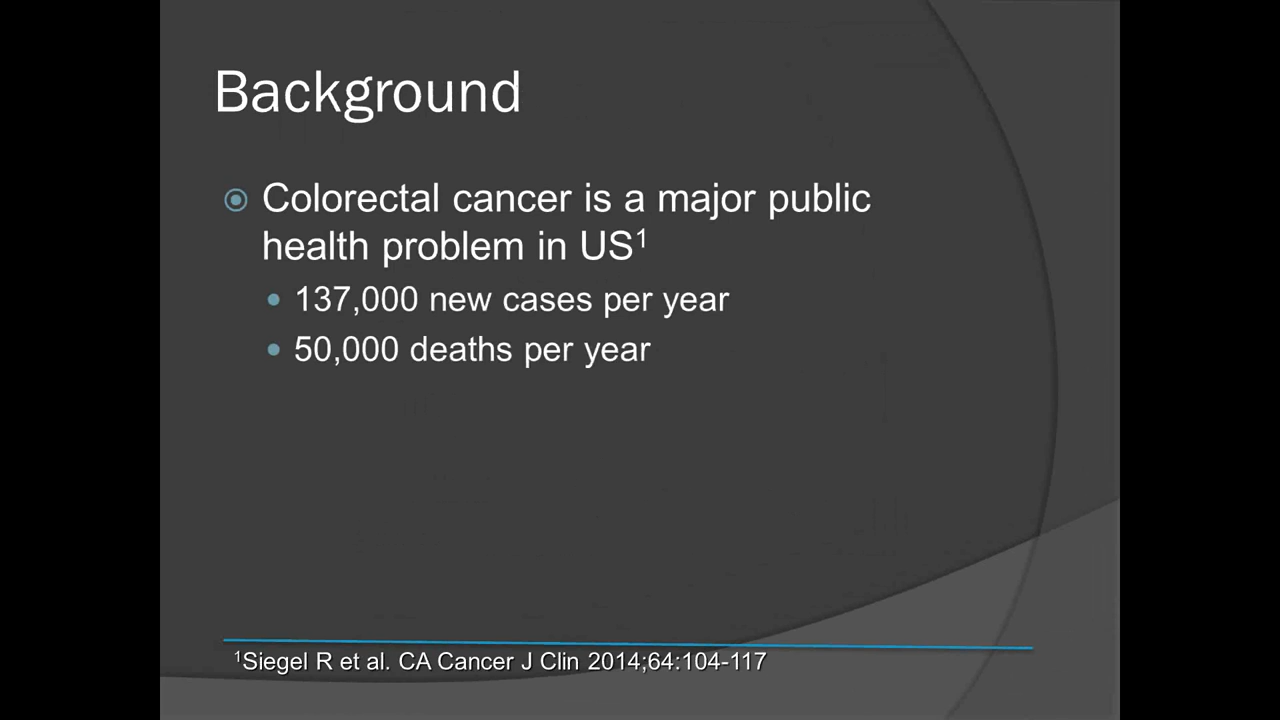 Background
Colorectal cancer is a major public
health problem in US¹
137,000 new cases per year
50,000 deaths per year
¹Siegel R et al. CA Cancer J Clin 2014;64:104-117